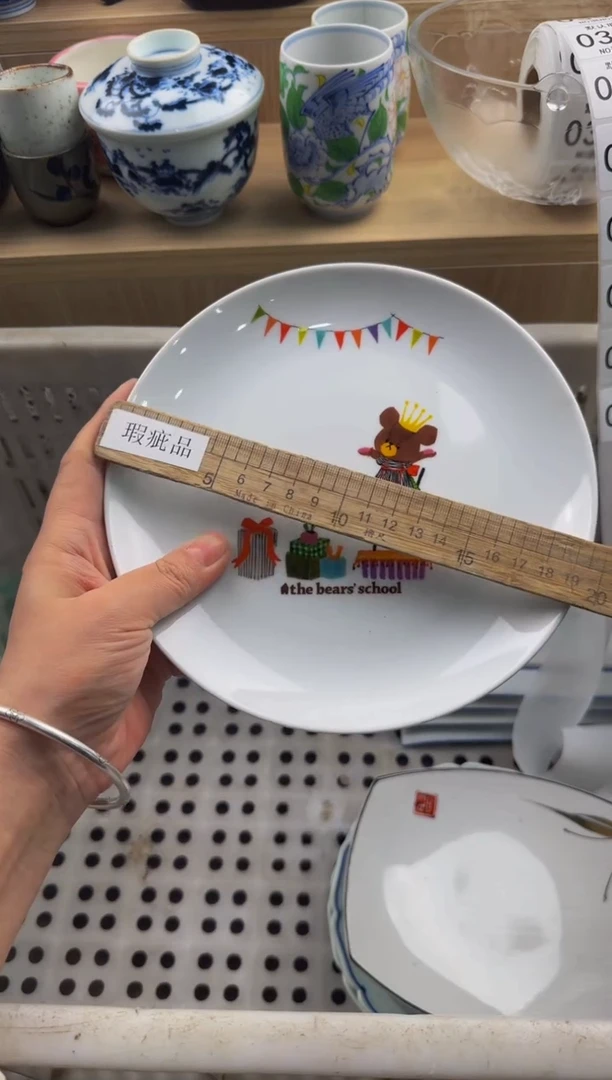 03
瑕疵品
5 6 7 8 9 10 11 12 13 14 15 16 17 18 19 20
Made in China
the bears' school